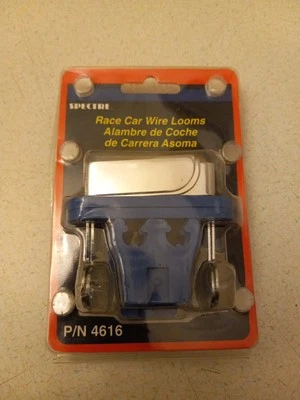 SPECTRE
Race Car Wire Looms
Alambre de Coche
de Carrera Asoma
P/N 4616